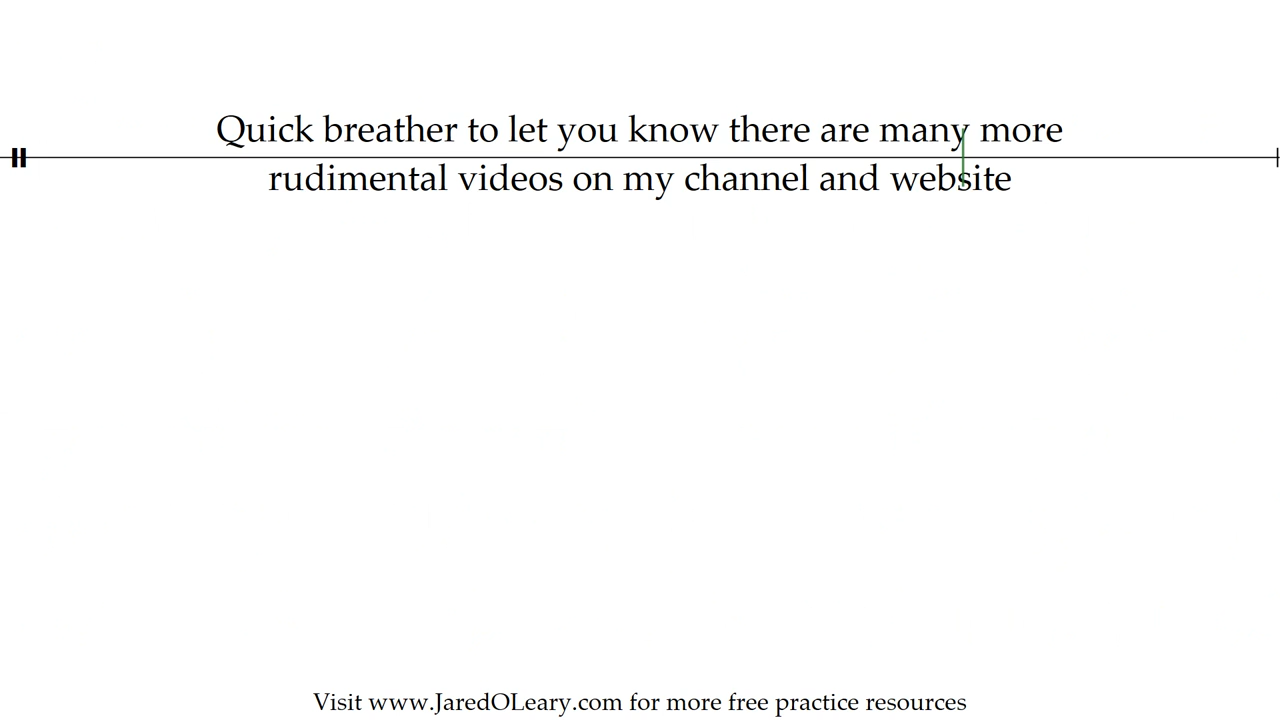 Quick breather to let you know there are many more
rudimental videos on my channel and website
Visit www.JaredOLeary.com for more free practice resources